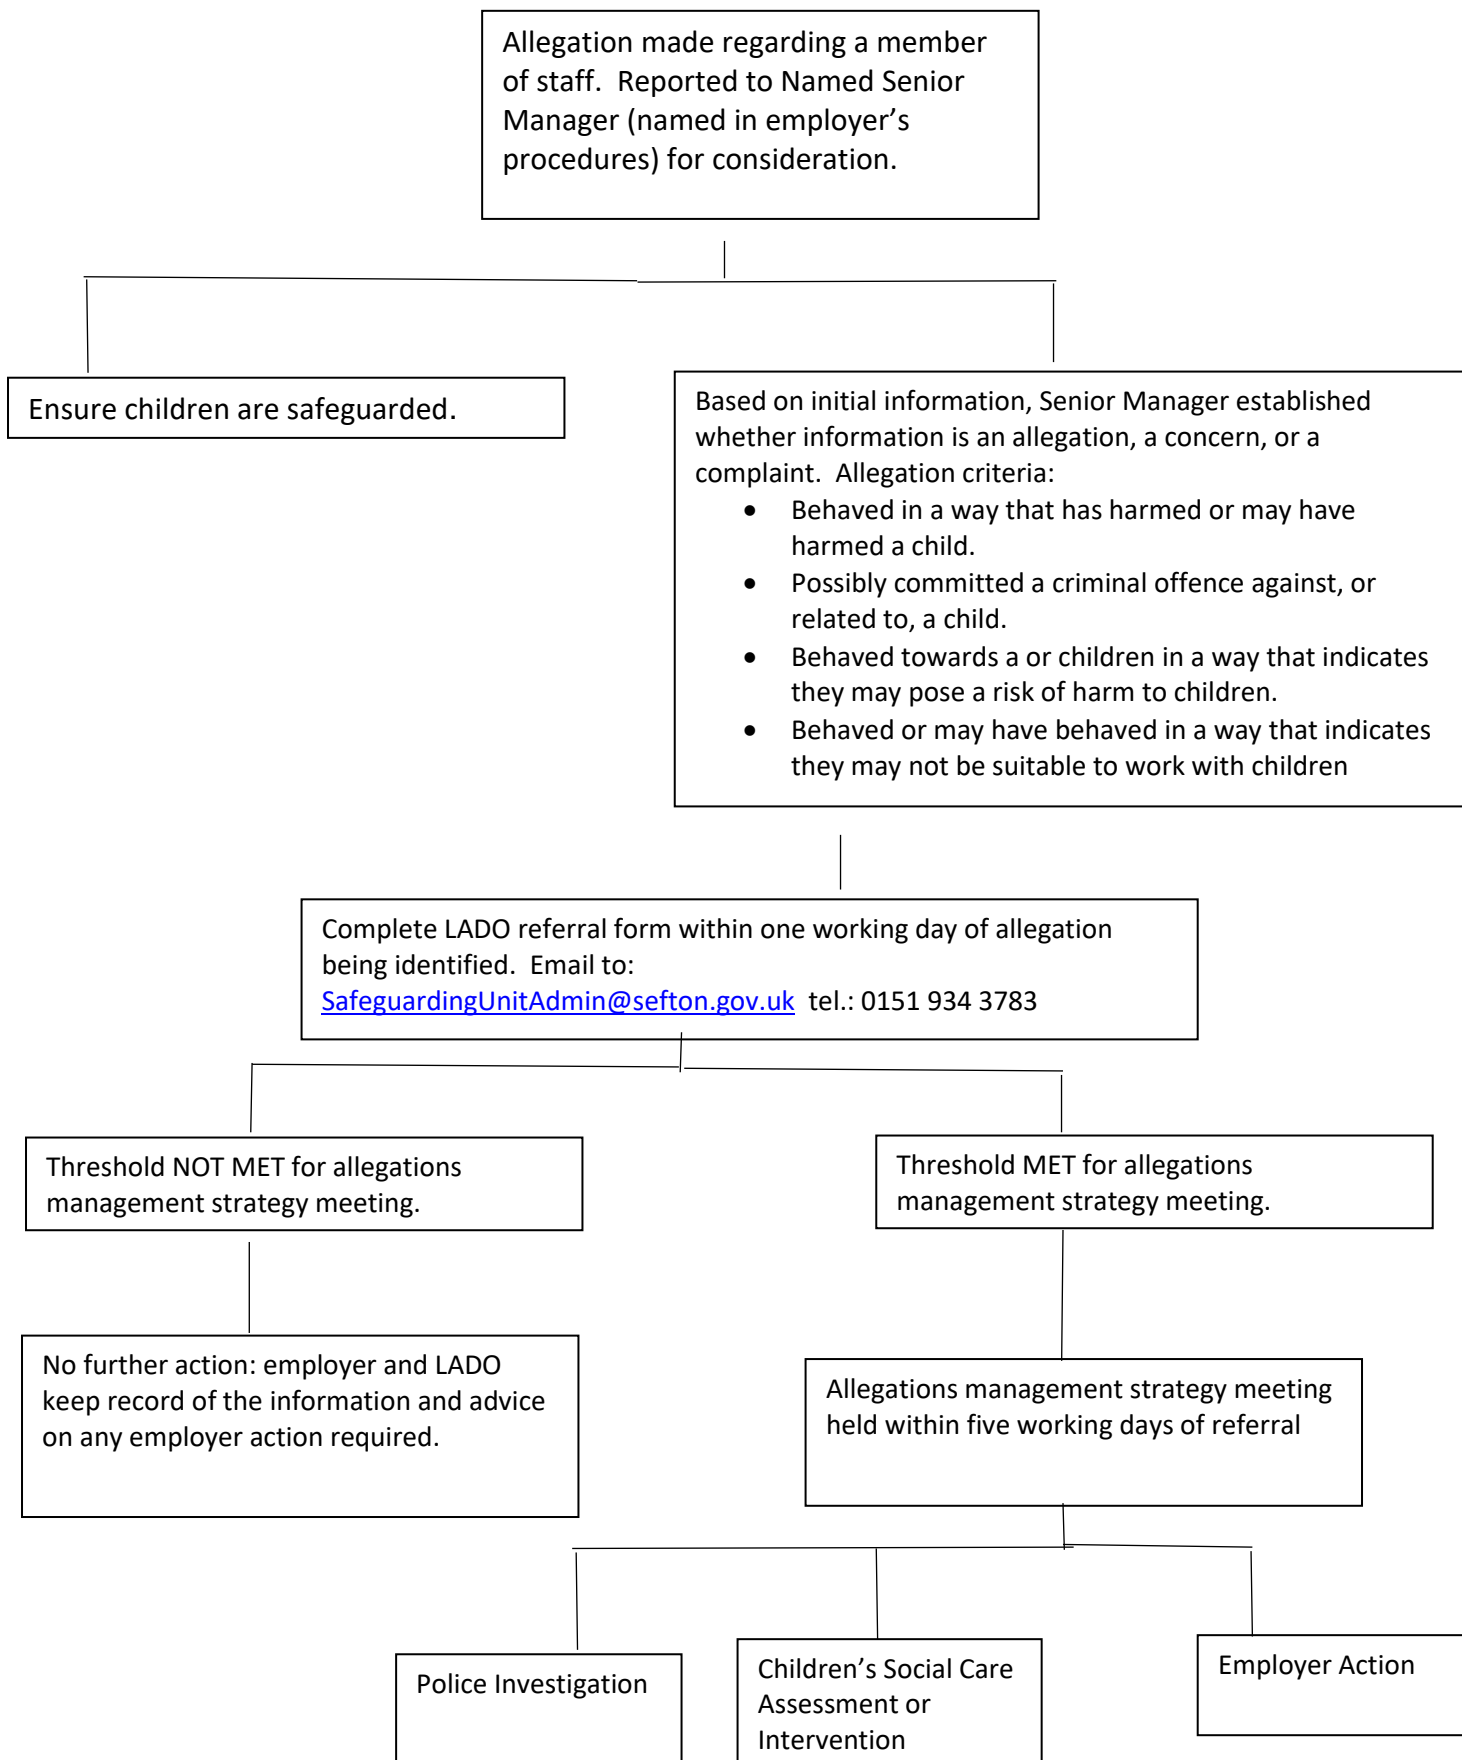 Allegation made regarding a member
of staff.  Reported to Named Senior
Manager (named in employer’s
procedures) for consideration.
Ensure children are safeguarded.
Based on initial information, Senior Manager established
whether information is an allegation, a concern, or a
complaint.  Allegation criteria:
• Behaved in a way that has harmed or may have
harmed a child.
• Possibly committed a criminal offence against, or
related to, a child.
• Behaved towards a or children in a way that indicates
they may pose a risk of harm to children.
• Behaved or may have behaved in a way that indicates
they may not be suitable to work with children
Complete LADO referral form within one working day of allegation
being identified.  Email to:
SafeguardingUnitAdmin@sefton.gov.uk  tel.: 0151 934 3783
Threshold NOT MET for allegations
management strategy meeting.
Threshold MET for allegations
management strategy meeting.
No further action: employer and LADO
keep record of the information and advice
on any employer action required.
Allegations management strategy meeting
held within five working days of referral
Police Investigation
Children’s Social Care
Assessment or
Intervention
Employer Action